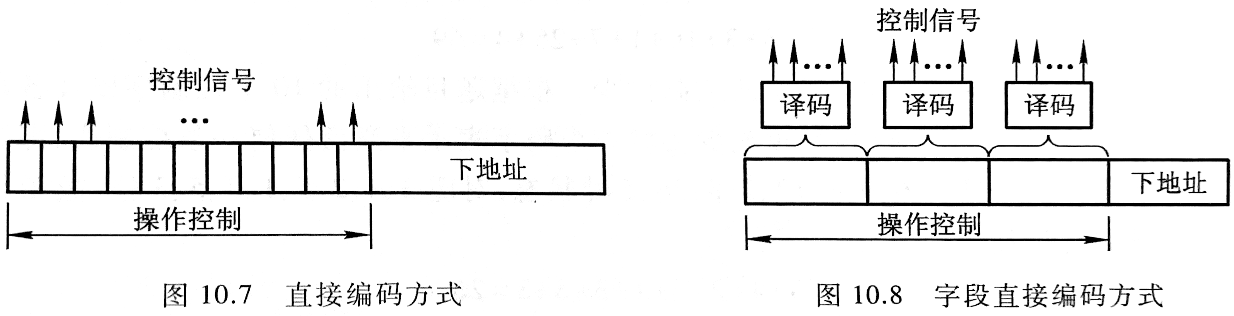 控制信号
...
下地址
操作控制
图 10.7 直接编码方式
控制信号
... ... ...
译码 译码 译码
下地址
操作控制
图 10.8 字段直接编码方式